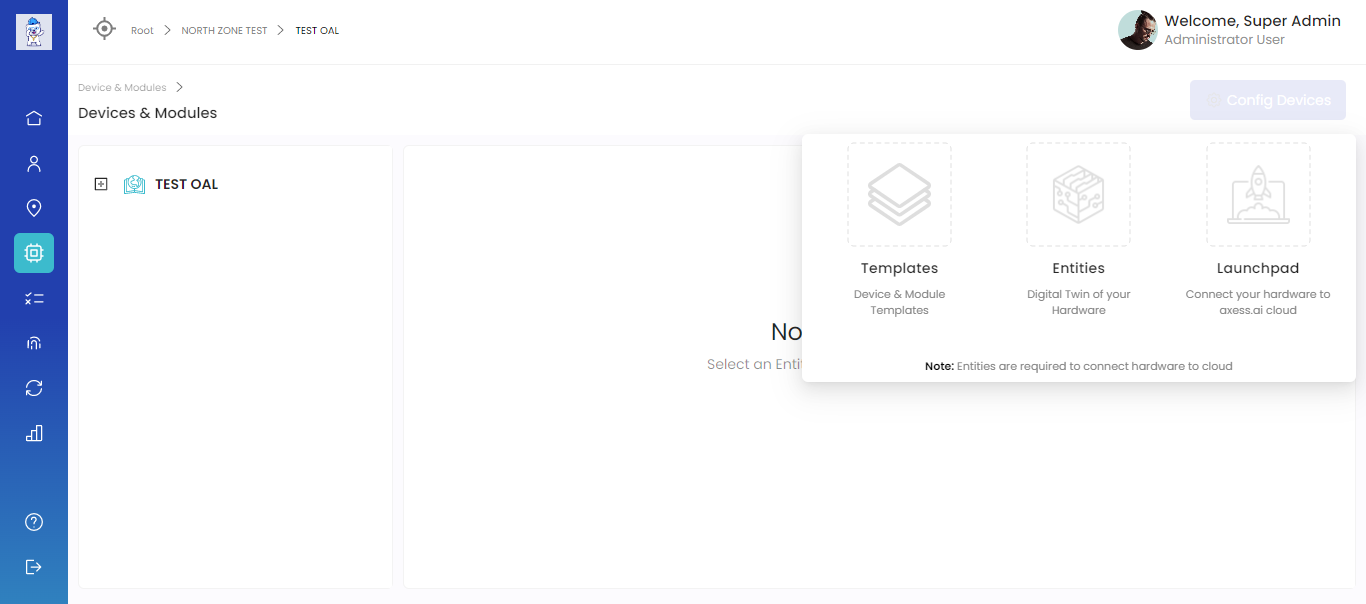 Root
NORTH ZONE TEST
TEST OAL
Welcome, Super Admin
Administrator User
Device & Modules
Devices & Modules
Config Devices
TEST OAL
No
Select an Enti
Templates
Device & Module
Templates
Entities
Digital Twin of your
Hardware
Launchpad
Connect your hardware to
axess.ai cloud
Note: Entities are required to connect hardware to cloud